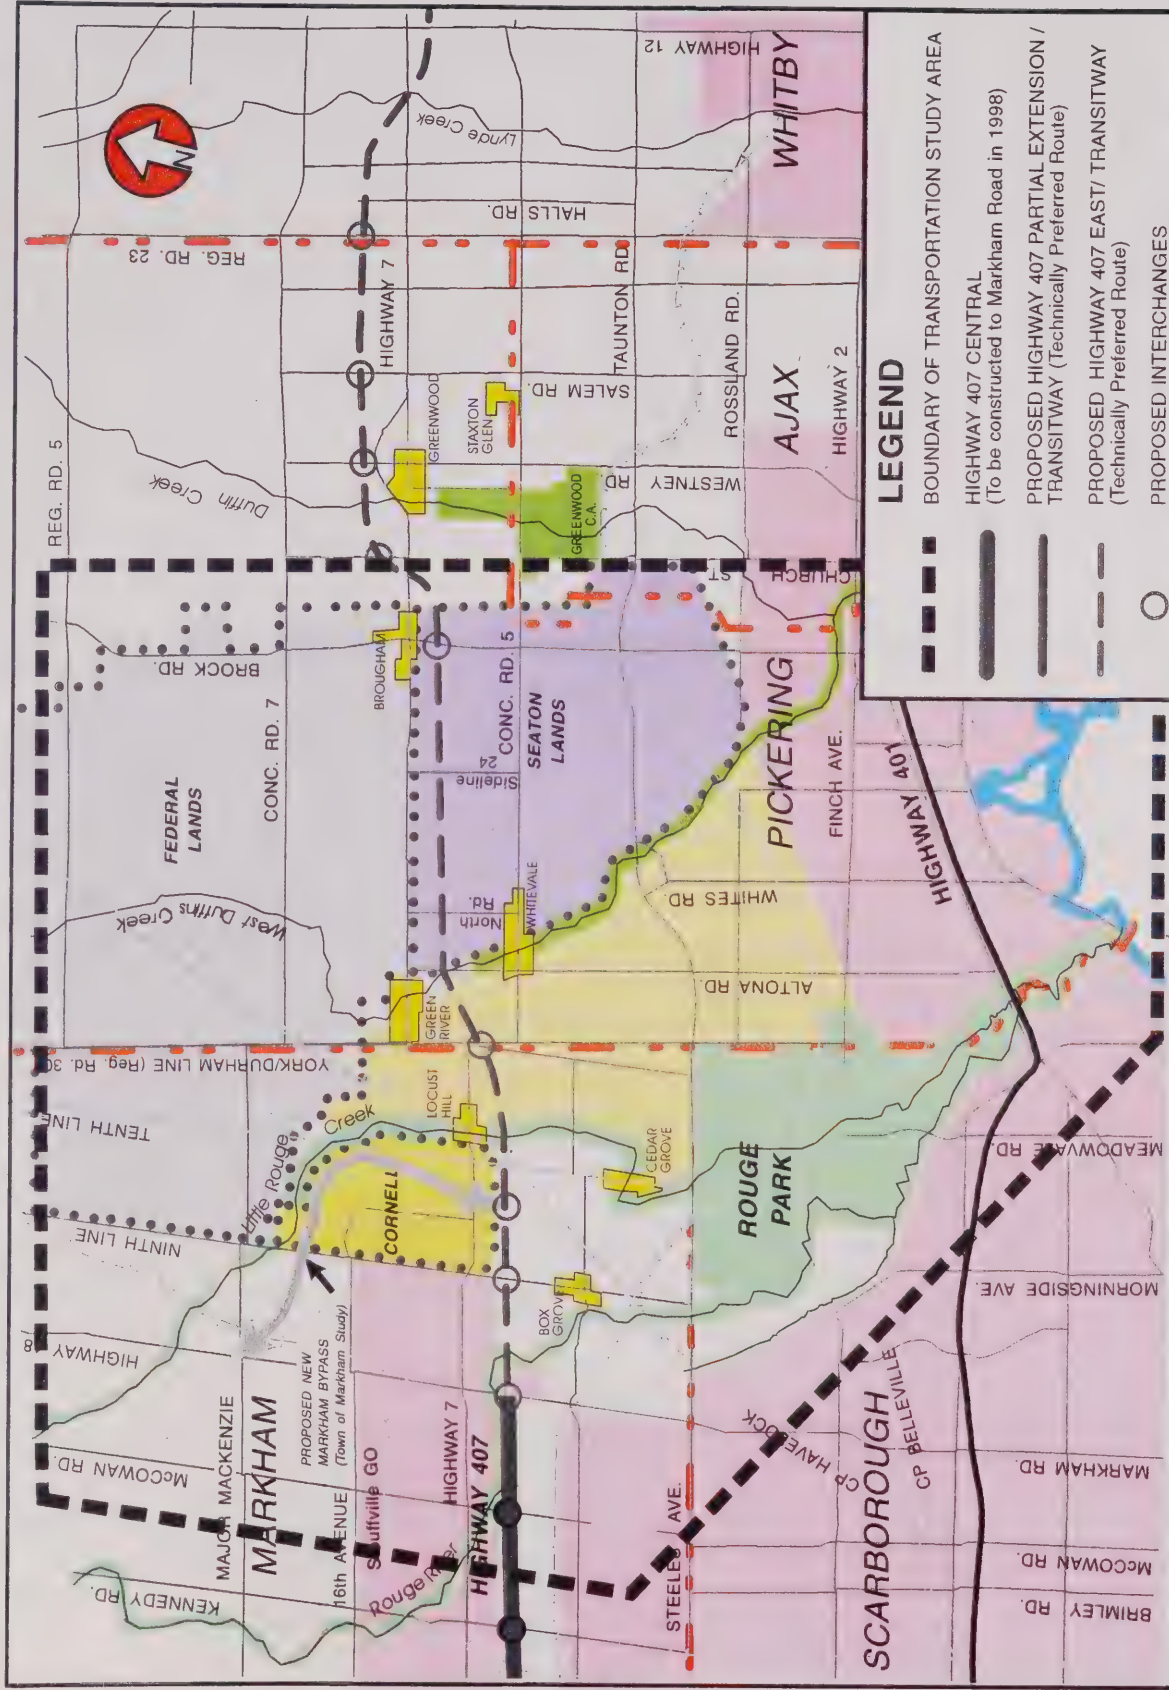 N
HIGHWAY 12
WHITBY
Lynde Creek
HALLS RD.
REG. RD. 23
HIGHWAY 7
TAUNTON RD
SALEM RD.
ROSSLAND RD.
AJAX
HIGHWAY 2
WESTNEY RD
STAXTON
GLEN
GREENWOOD
GREENWOOD
C.A.
Duffin Creek
REG. RD. 5
CHURCH ST
BROUGHAM
BROCK RD.
CONC. RD. 7
CONC. RD. 5
SEATON
LANDS
Sideline 24
FEDERAL
LANDS
West Duffins Creek
North Rd.
WHITEVALE
PICKERING
FINCH AVE.
HIGHWAY 401
WHITES RD
ALTONA RD.
GREEN
RIVER
YORK/DURHAM LINE (Reg. Rd. 30
TENTH LINE
Little Rouge Creek
LOCUST
HILL
CEDAR
GROVE
CORNELL
ROUGE
PARK
MEADOWVALE RD.
NINTH LINE
BOX
GROVE
MORNINGSIDE AVE
HIGHWAY 8
PROPOSED NEW
MARKHAM BYPASS
(Town of Markham Study)
MAJOR MACKENZIE
MARKHAM
16th AVENUE
Stouffville GO
HIGHWAY 7
HIGHWAY 407
Rouge River
McCOWAN RD.
KENNEDY RD.
STEELES AVE.
CP HAVELOCK
CP BELLEVILLE
SCARBOROUGH
MARKHAM RD.
McCOWAN RD.
BRIMLEY RD.
LEGEND
BOUNDARY OF TRANSPORTATION STUDY AREA
HIGHWAY 407 CENTRAL
(To be constructed to Markham Road in 1998)
PROPOSED HIGHWAY 407 PARTIAL EXTENSION /
TRANSITWAY (Technically Preferred Route)
PROPOSED HIGHWAY 407 EAST/ TRANSITWAY
(Technically Preferred Route)
PROPOSED INTERCHANGES